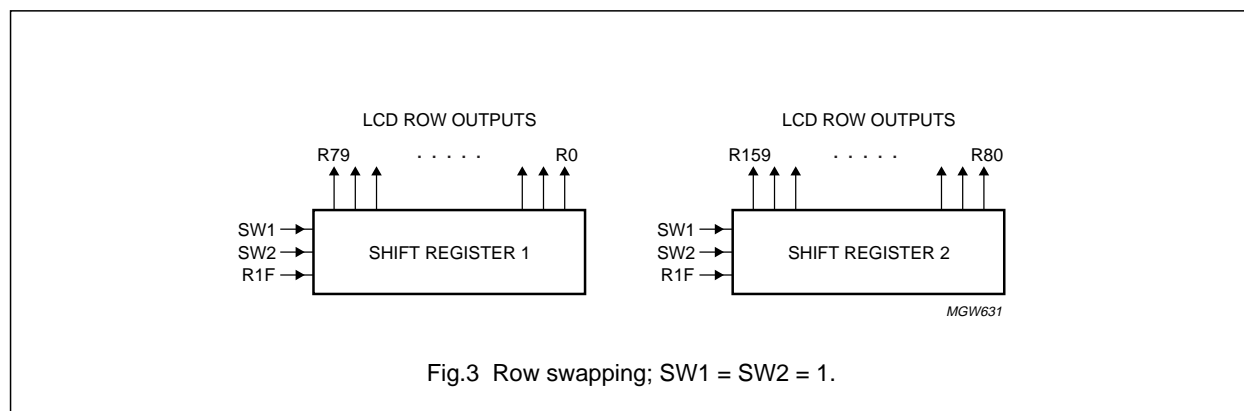 LCD ROW OUTPUTS
R79 . . . . . R0
SW1
SW2
R1F
SHIFT REGISTER 1
LCD ROW OUTPUTS
R159 . . . . . R80
SW1
SW2
R1F
SHIFT REGISTER 2
MGW631
Fig.3 Row swapping; SW1 = SW2 = 1.